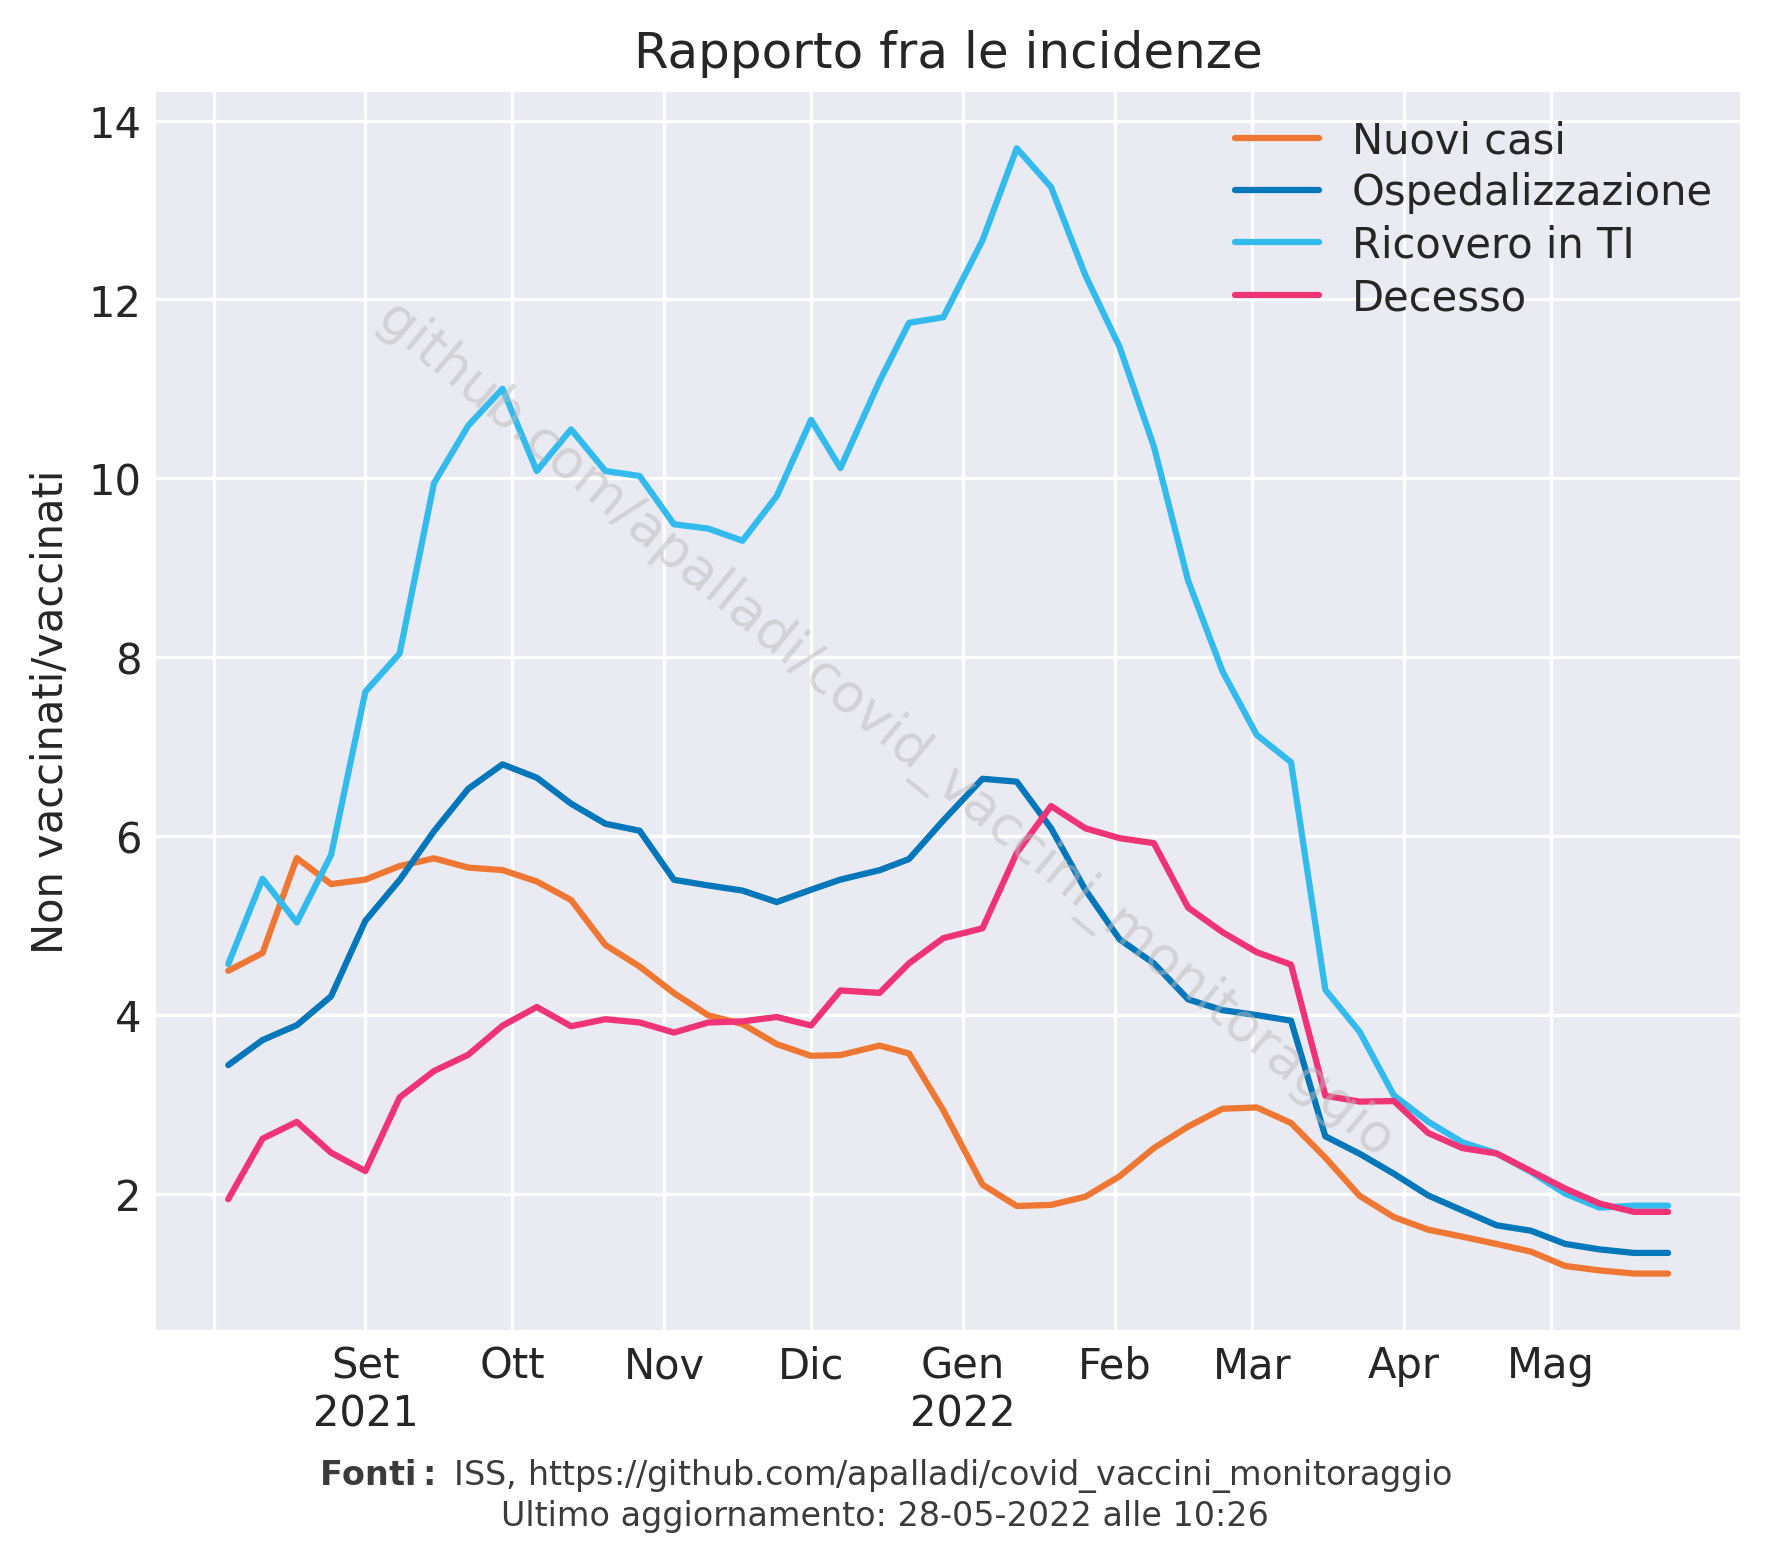 Rapporto fra le incidenze
Non vaccinati/vaccinati
14
12
10
8
6
4
2
Nuovi casi
Ospedalizzazione
Ricovero in TI
Decesso
github.com/apalladi/covid_vaccini_monitoraggio
Set Ott Nov Dic Gen Feb Mar Apr Mag
2021 2022
Fonti: ISS, https://github.com/apalladi/covid_vaccini_monitoraggio
Ultimo aggiornamento: 28-05-2022 alle 10:26